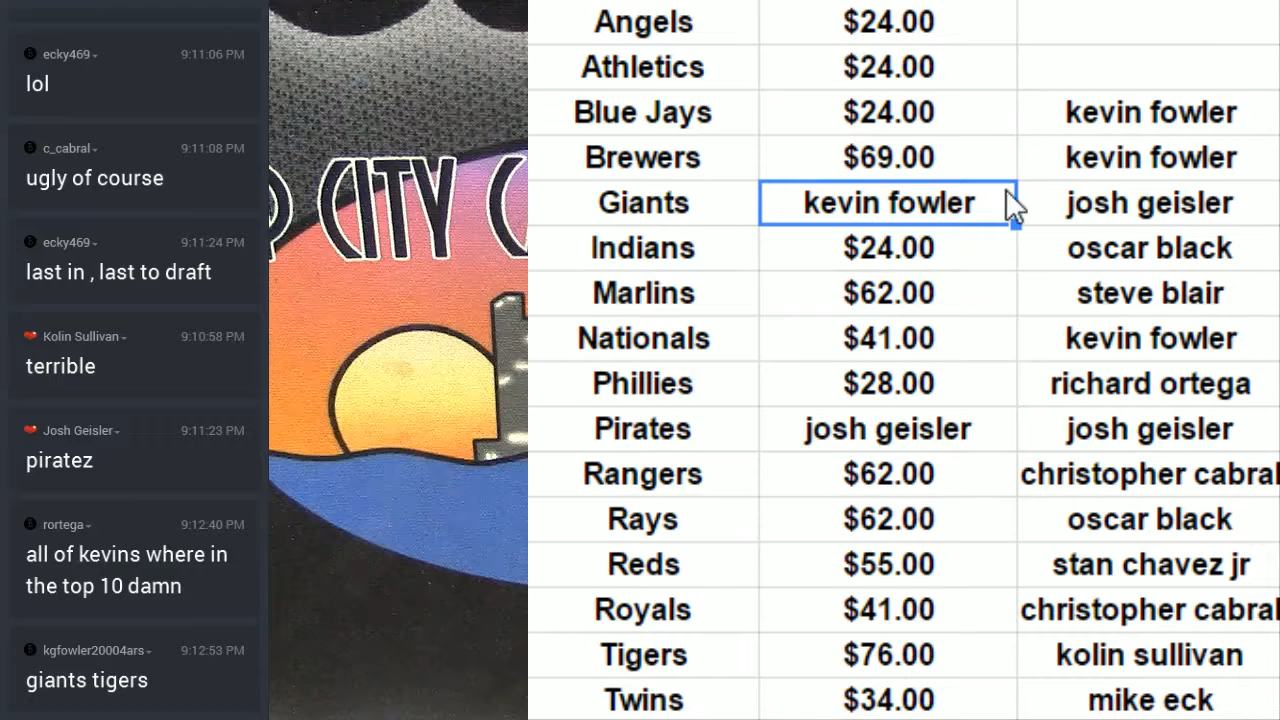 ecky469 9:11:06 PM
lol
c_cabral 9:11:08 PM
ugly of course
ecky469 9:11:24 PM
last in , last to draft
Kolin Sullivan 9:10:58 PM
terrible
Josh Geisler 9:11:23 PM
piratez
rortega 9:12:40 PM
all of kevins where in
the top 10 damn
kgfowler20004ars 9:12:53 PM
giants tigers
CITY
Angels $24.00
Athletics $24.00
Blue Jays $24.00 kevin fowler
Brewers $69.00 kevin fowler
Giants kevin fowler josh geisler
Indians $24.00 oscar black
Marlins $62.00 steve blair
Nationals $41.00 kevin fowler
Phillies $28.00 richard ortega
Pirates josh geisler josh geisler
Rangers $62.00 christopher cabral
Rays $62.00 oscar black
Reds $55.00 stan chavez jr
Royals $41.00 christopher cabral
Tigers $76.00 kolin sullivan
Twins $34.00 mike eck